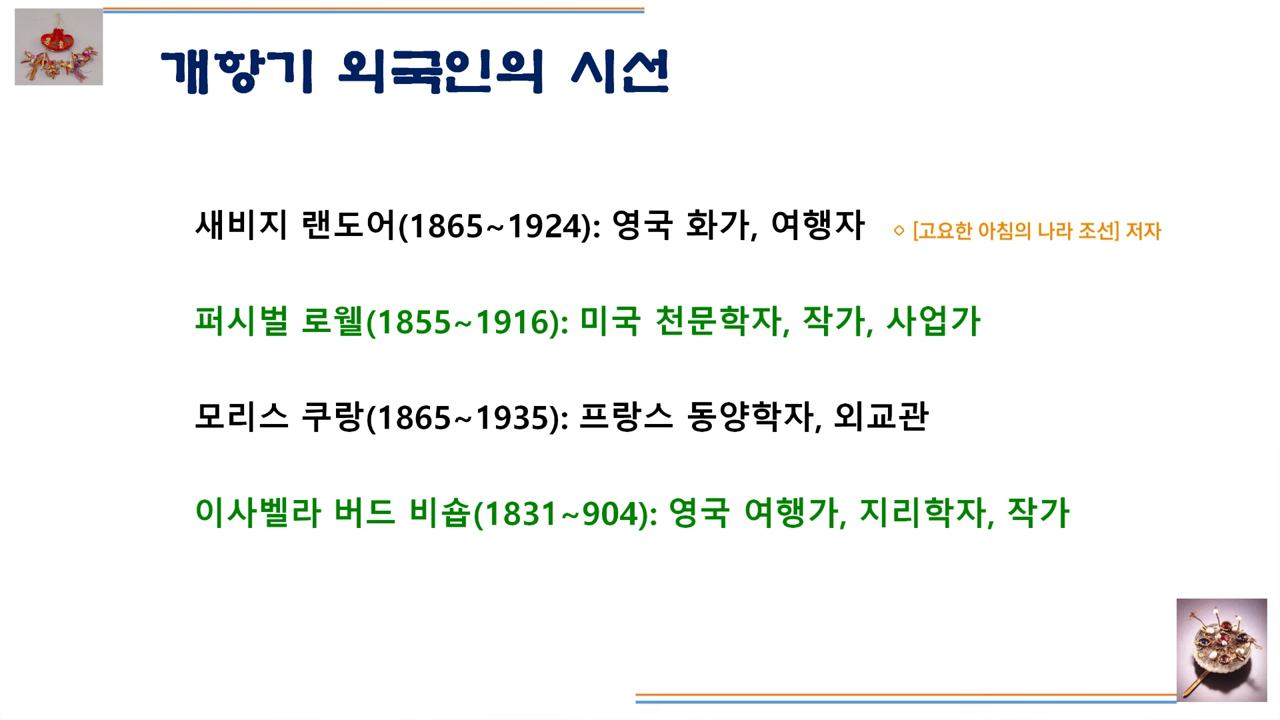 개항기 외국인의 시선
새비지 랜도어(1865~1924): 영국 화가, 여행자 ◇ [고요한 아침의 나라 조선] 저자
퍼시벌 로웰(1855~1916): 미국 천문학자, 작가, 사업가
모리스 쿠랑(1865~1935): 프랑스 동양학자, 외교관
이사벨라 버드 비숍(1831~904): 영국 여행가, 지리학자, 작가